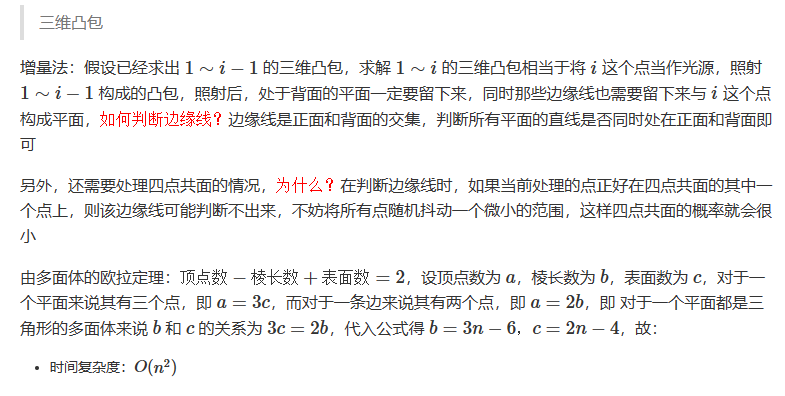 三维凸包
增量法：假设已经求出 1 ∼ i − 1 的三维凸包，求解 1 ∼ i 的三维凸包相当于将 i 这个点当作光源，照射
1 ∼ i − 1 构成的凸包，照射后，处于背面的平面一定要留下来，同时那些边缘线也需要留下来与 i 这个点
构成平面，如何判断边缘线？边缘线是正面和背面的交集，判断所有平面的直线是否同时处在正面和背面即
可
另外，还需要处理四点共面的情况，为什么？在判断边缘线时，如果当前处理的点正好在四点共面的其中一
个点上，则该边缘线可能判断不出来，不妨将所有点随机抖动一个微小的范围，这样四点共面的概率就会很
小
由多面体的欧拉定理：顶点数 − 棱长数 + 表面数 = 2，设顶点数为 a，棱长数为 b，表面数为 c，对于一
个平面来说其有三个点，即 a = 3c，而对于一条边来说其有两个点，即 a = 2b，即 对于一个平面都是三
角形的多面体来说 b 和 c 的关系为 3c = 2b，代入公式得 b = 3n − 6，c = 2n − 4，故：
• 时间复杂度：O(n²)